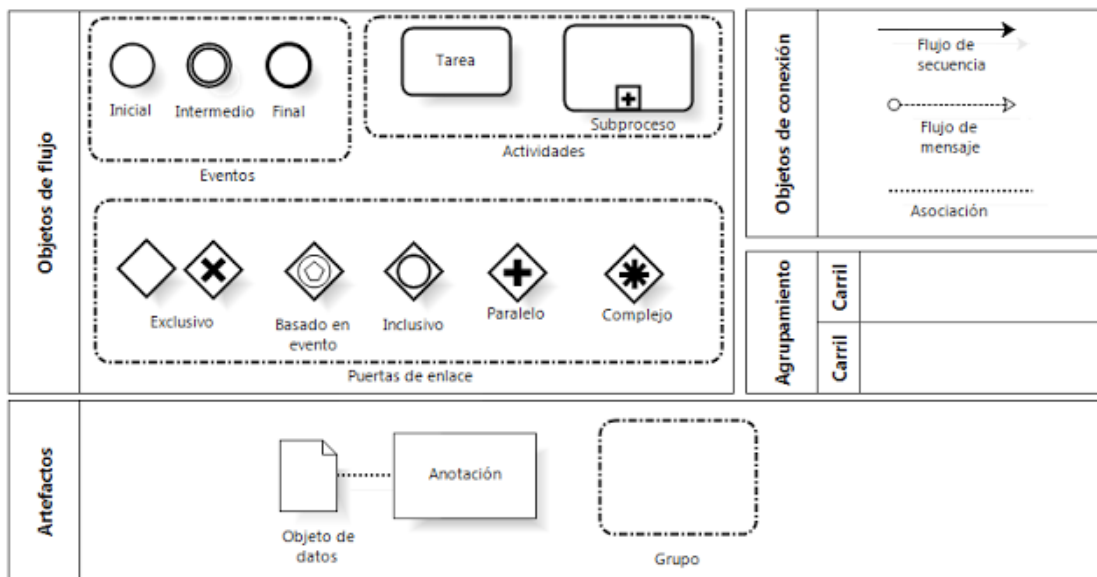 Objetos de flujo
Inicial
Intermedio
Final
Eventos
Tarea
Subproceso
Actividades
Exclusivo
Basado en
evento
Inclusivo
Paralelo
Complejo
Puertas de enlace
Objetos de conexión
Flujo de
secuencia
Flujo de
mensaje
Asociación
Agrupamiento
Carril
Carril
Artefactos
Objeto de
datos
Anotación
Grupo